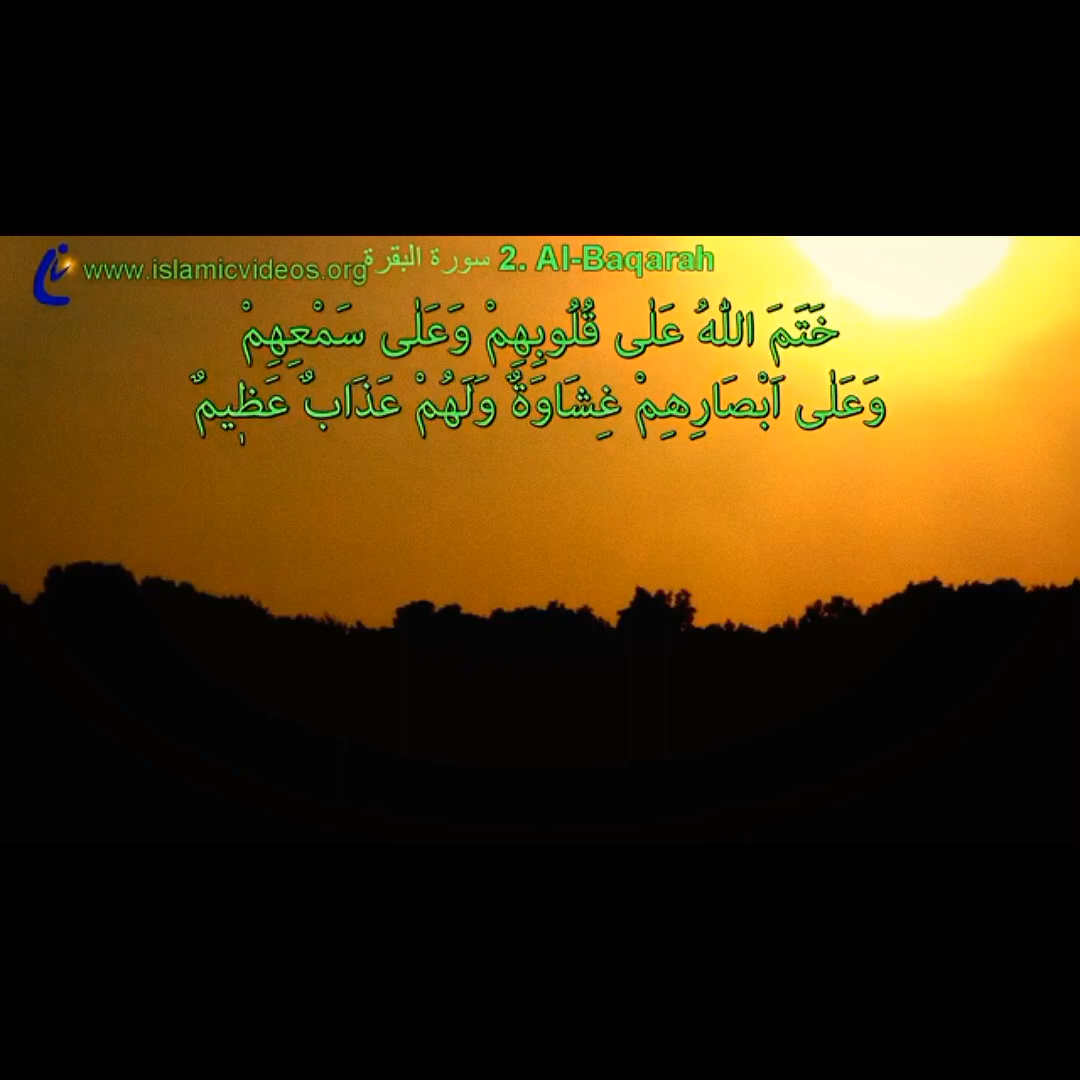 www.islamicvideos.org
سورة البقرة 2. Al-Baqarah
خَتَمَ اللّٰهُ عَلٰى قُلُوبِهِمْ وَعَلٰى سَمْعِهِمْ
وَعَلٰى اَبْصَارِهِمْ غِشَاوَةٌ وَلَهُمْ عَذَابٌ عَظٖيمٌ